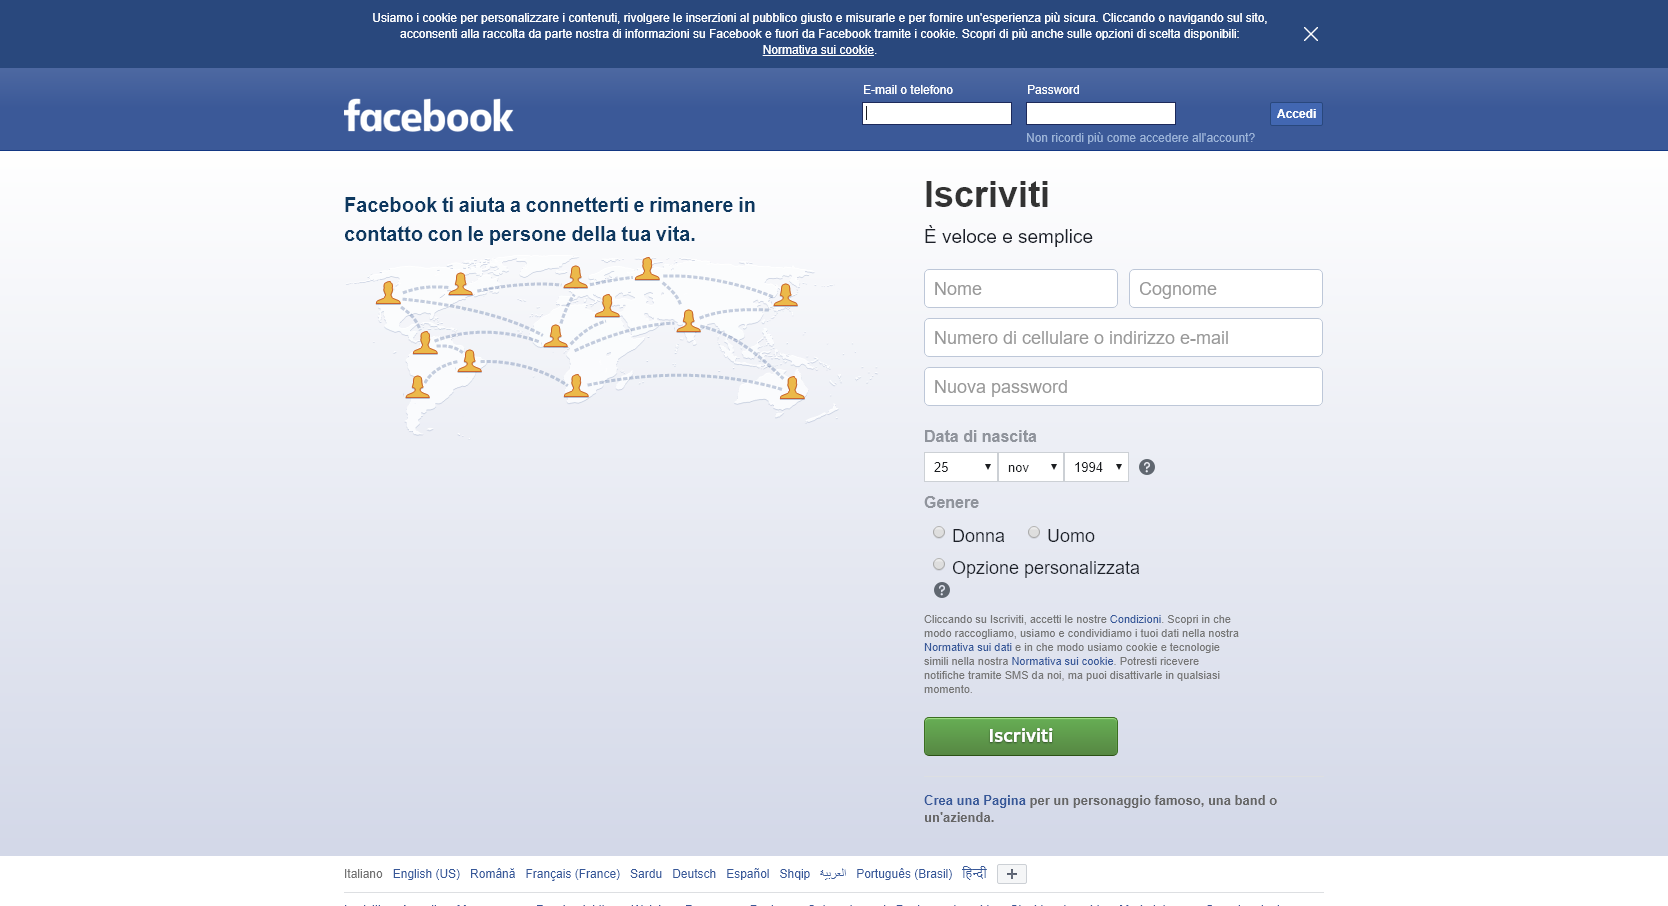 Usiamo i cookie per personalizzare i contenuti, rivolgere le inserzioni al pubblico giusto e misurarle e per fornire un'esperienza più sicura. Cliccando o navigando sul sito,
acconsenti alla raccolta da parte nostra di informazioni su Facebook e fuori da Facebook tramite i cookie. Scopri di più anche sulle opzioni di scelta disponibili:
Normativa sui cookie.
E-mail o telefono
Password
facebook
Accedi
Non ricordi più come accedere all'account?
Facebook ti aiuta a connetterti e rimanere in
contatto con le persone della tua vita.
Iscriviti
È veloce e semplice
Nome
Cognome
Numero di cellulare o indirizzo e-mail
Nuova password
Data di nascita
25 nov 1994 ?
Genere
Donna Uomo
Opzione personalizzata
?
Cliccando su Iscriviti, accetti le nostre Condizioni. Scopri in che
modo raccogliamo, usiamo e condividiamo i tuoi dati nella nostra
Normativa sui dati e in che modo usiamo cookie e tecnologie
simili nella nostra Normativa sui cookie. Potresti ricevere
notifiche tramite SMS da noi, ma puoi disattivarle in qualsiasi
momento.
Iscriviti
Crea una Pagina per un personaggio famoso, una band o
un'azienda.
Italiano English (US) Română Français (France) Sardu Deutsch Español Shqip العربية Português (Brasil) हिन्दी +